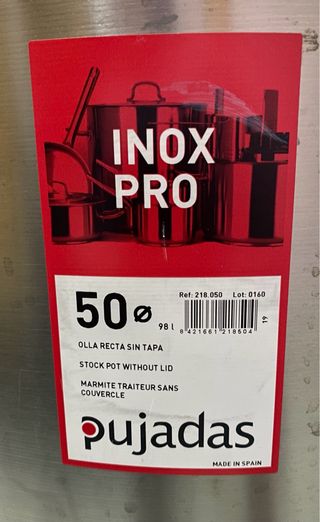 INOX
PRO
50 ø 98 l
Ref: 218.050 Lot: 0160
8 421661 218504
19
OLLA RECTA SIN TAPA
STOCK POT WITHOUT LID
MARMITE TRAITEUR SANS
COUVERCLE
pujadas
MADE IN SPAIN